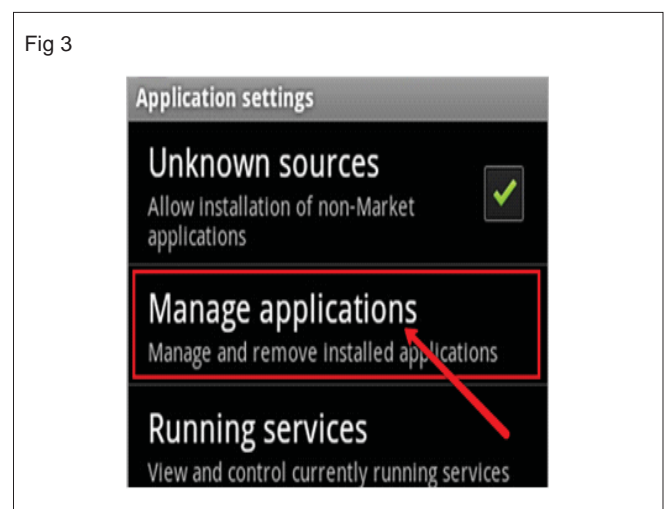 Fig 3
Application settings
Unknown sources
Allow installation of non-Market
applications
Manage applications
Manage and remove installed applications
Running services
View and control currently running services